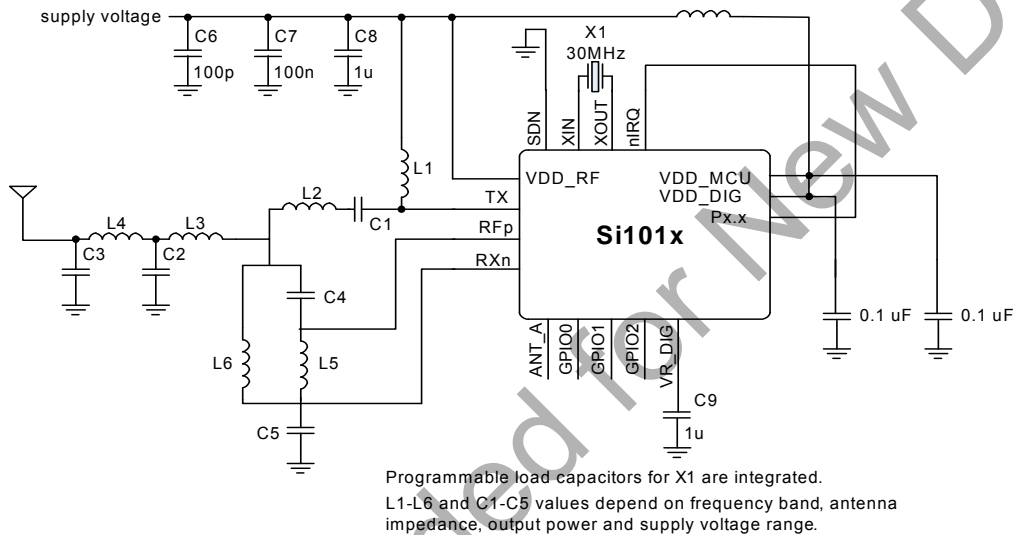 supply voltage
C6
C7
C8
100p
100n
1u
X1
30MHz
SDN
XIN
XOUT
nIRQ
L1
VDD_RF
VDD_MCU
VDD_DIG
Px.x
TX
RFp
RXn
Si101x
L2
C1
L4
L3
C3
C2
C4
L6
L5
C5
0.1 uF
0.1 uF
ANT_A
GPIO0
GPIO1
GPIO2
VR_DIG
C9
1u
Programmable load capacitors for X1 are integrated.
L1-L6 and C1-C5 values depend on frequency band, antenna
impedance, output power and supply voltage range.
ded for New D